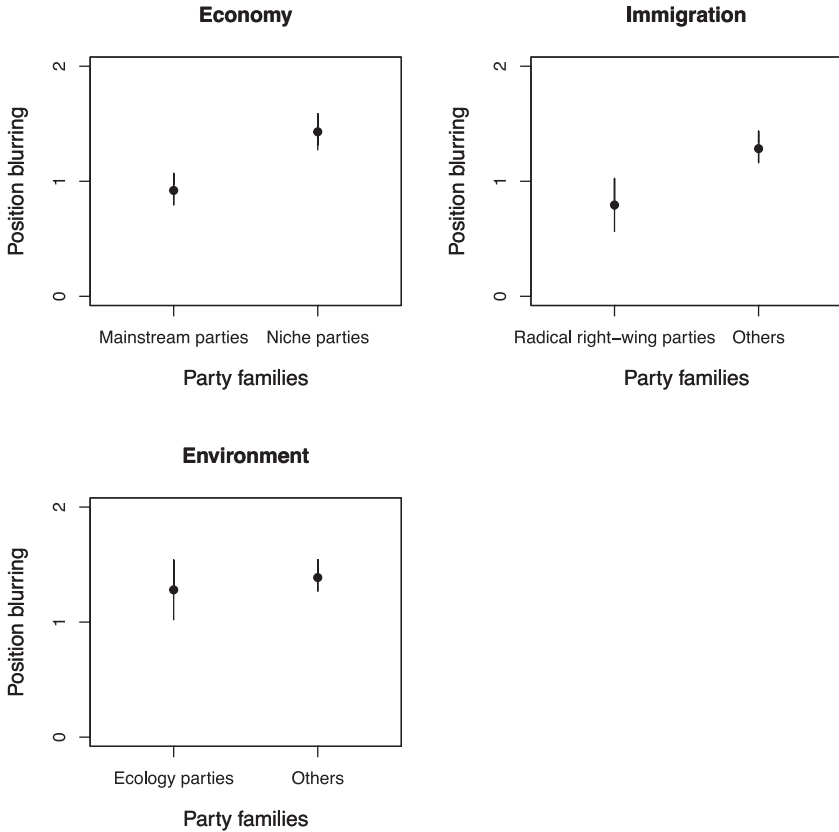 Economy
Position blurring
2
1
0
Mainstream parties Niche parties
Party families
Immigration
Position blurring
2
1
0
Radical right−wing parties Others
Party families
Environment
Position blurring
2
1
0
Ecology parties Others
Party families